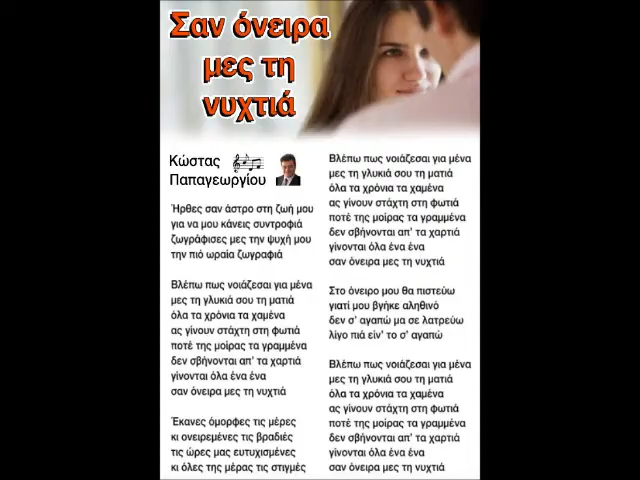 Σαν όνειρα
μες τη
νυχτιά
Κώστας
Παπαγεωργίου
Ήρθες σαν άστρο στη ζωή μου
για να μου κάνεις συντροφιά
ζωγράφισες μες την ψυχή μου
την πιό ωραία ζωγραφιά
Βλέπω πως νοιάζεσαι για μένα
μες τη γλυκιά σου τη ματιά
όλα τα χρόνια τα χαμένα
ας γίνουν στάχτη στη φωτιά
ποτέ της μοίρας τα γραμμένα
δεν σβήνονται απ' τα χαρτιά
γίνονται όλα ένα ένα
σαν όνειρα μες τη νυχτιά
Έκανες όμορφες τις μέρες
κι ονειρεμένες τις βραδιές
τις ώρες μας ευτυχισμένες
κι όλες της μέρας τις στιγμές
Βλέπω πως νοιάζεσαι για μένα
μες τη γλυκιά σου τη ματιά
όλα τα χρόνια τα χαμένα
ας γίνουν στάχτη στη φωτιά
ποτέ της μοίρας τα γραμμένα
δεν σβήνονται απ' τα χαρτιά
γίνονται όλα ένα ένα
σαν όνειρα μες τη νυχτιά
Στο όνειρο μου θα πιστεύω
γιατί μου βγήκε αληθινό
δεν σ' αγαπώ μα σε λατρεύω
λίγο πιά είν' το σ' αγαπώ
Βλέπω πως νοιάζεσαι για μένα
μες τη γλυκιά σου τη ματιά
όλα τα χρόνια τα χαμένα
ας γίνουν στάχτη στη φωτιά
ποτέ της μοίρας τα γραμμένα
δεν σβήνονται απ' τα χαρτιά
γίνονται όλα ένα ένα
σαν όνειρα μες τη νυχτιά